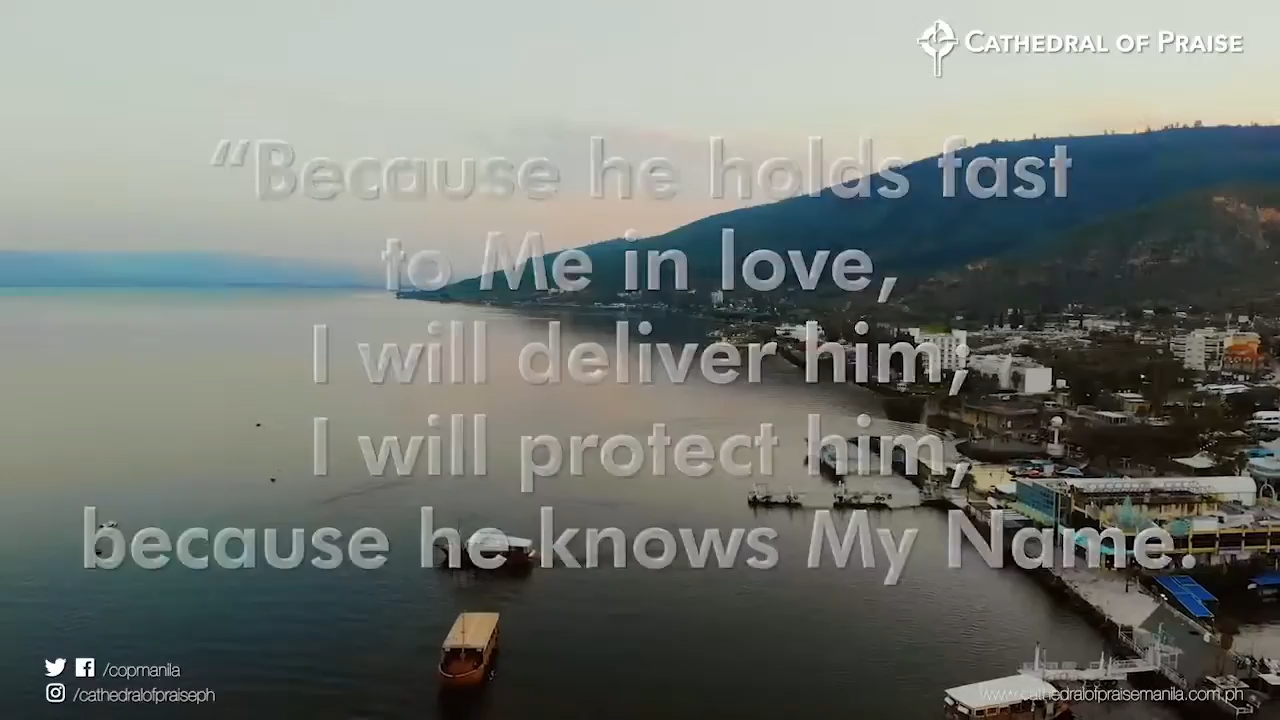 CATHEDRAL OF PRAISE
“Because he holds fast
to Me in love,
I will deliver him;
I will protect him,
because he knows My Name.
/copmanila
/cathedralofpraiseph
www.cathedralofpraisemanila.com.ph